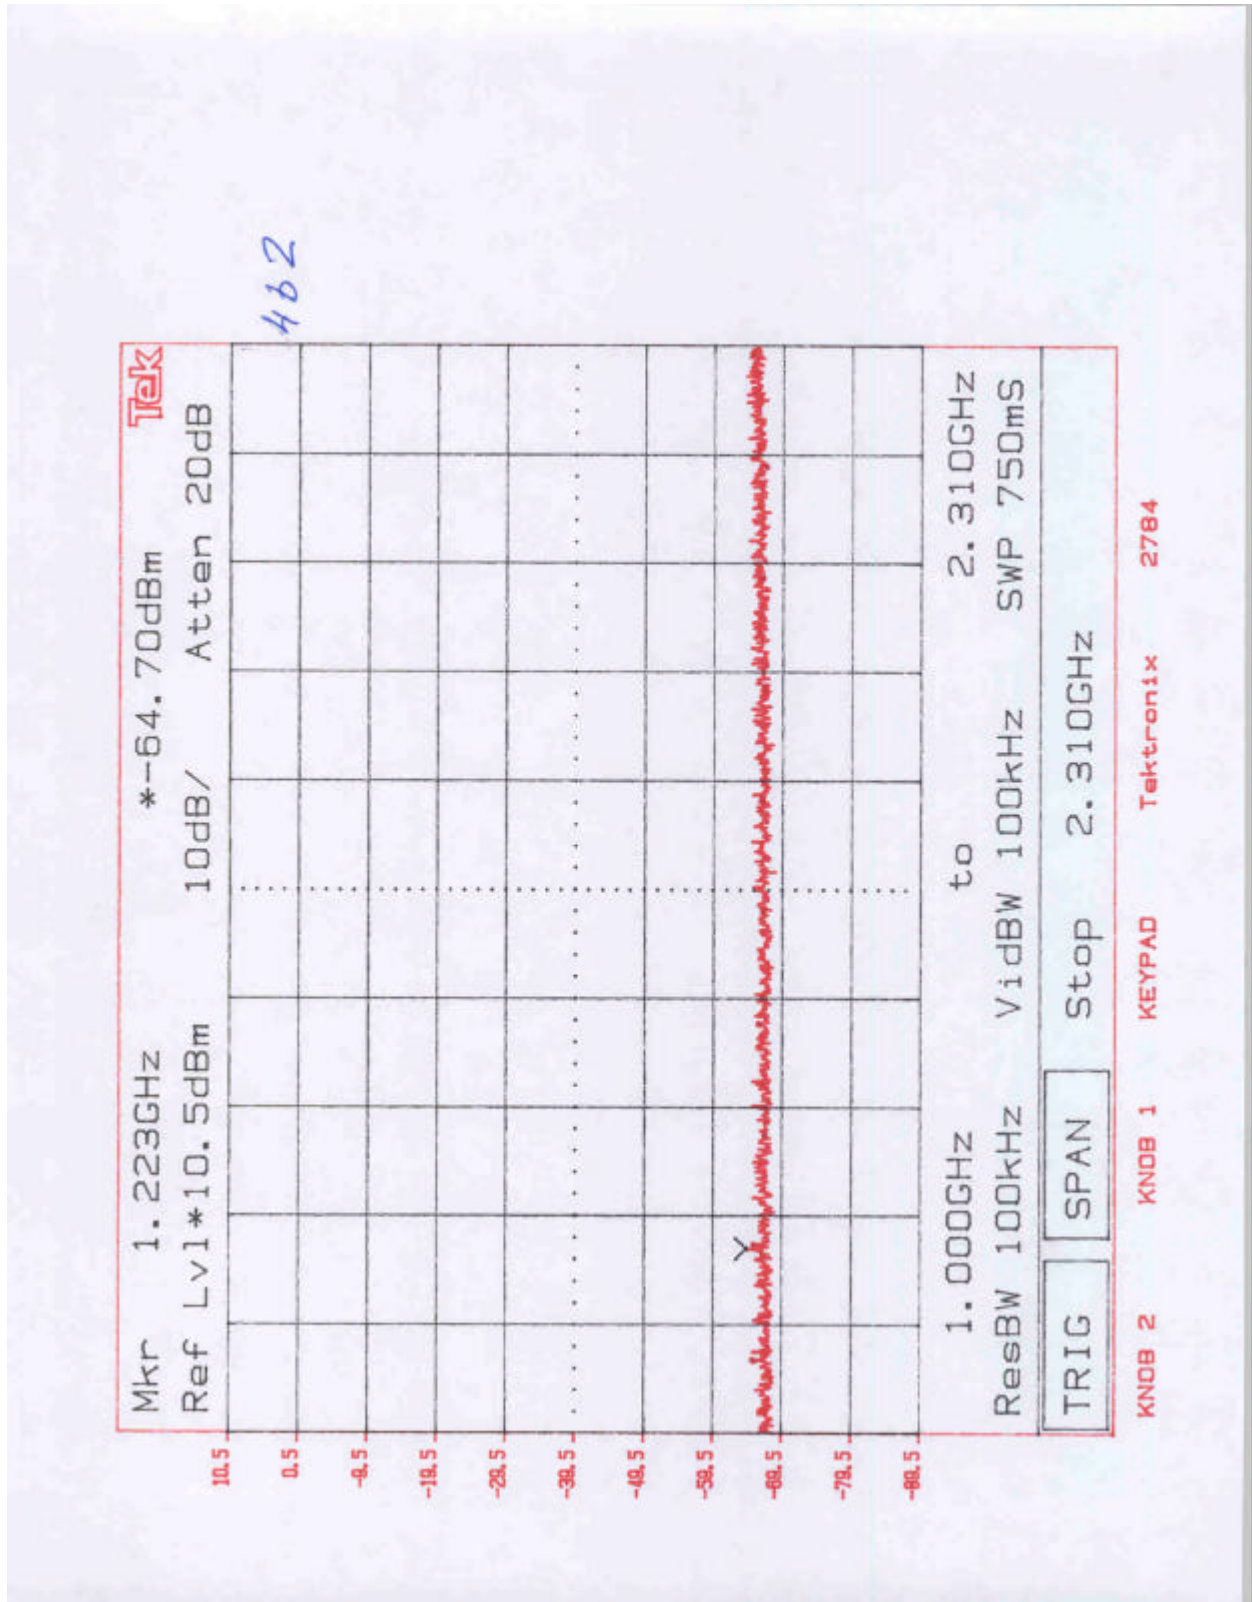 Mkr 1.223GHz *-64.70dBm Tek
Ref Lvl*10.5dBm 10dB/ Atten 20dB
4b2
10.5
0.5
-9.5
-19.5
-29.5
-39.5
-49.5
-59.5
-69.5
-79.5
-89.5
1.000GHz to 2.310GHz
ResBW 100kHz VidBW 100kHz SWP 750mS
TRIG SPAN Stop 2.310GHz
KNOB 2 KNOB 1 KEYPAD Tektronix 2784